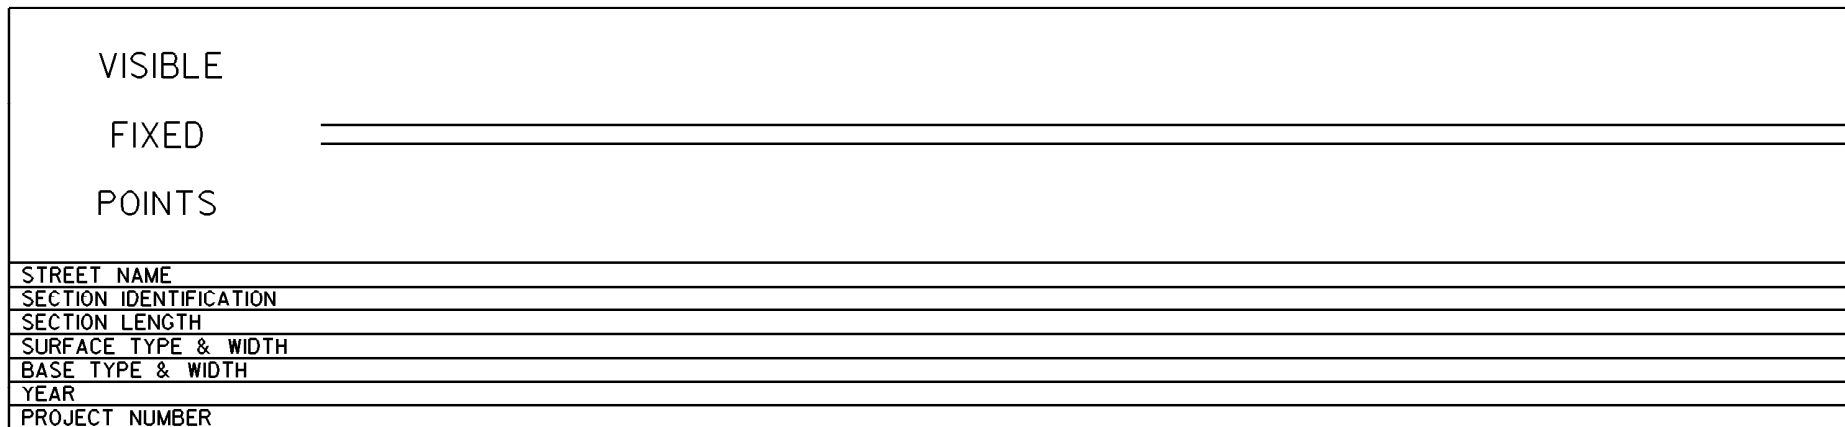 VISIBLE
FIXED
POINTS
STREET NAME
SECTION IDENTIFICATION
SECTION LENGTH
SURFACE TYPE & WIDTH
BASE TYPE & WIDTH
YEAR
PROJECT NUMBER